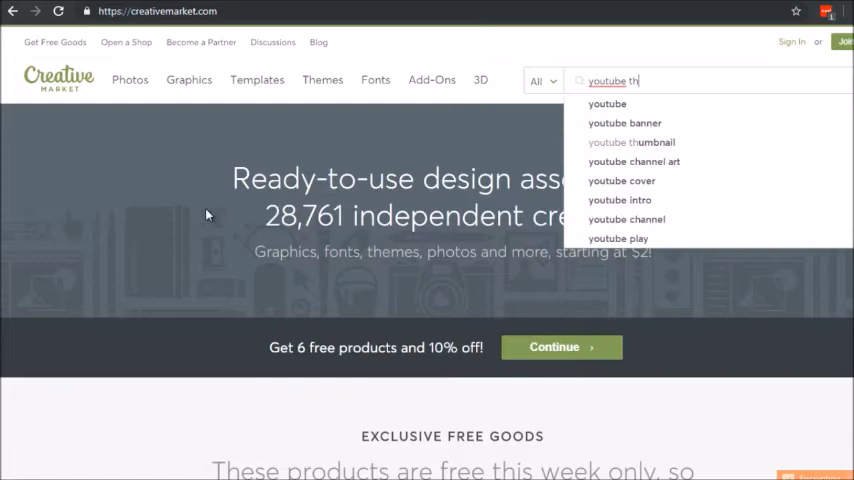 https://creativemarket.com
Get Free Goods Open a Shop Become a Partner Discussions Blog Sign In or Join
Creative
MARKET
Photos Graphics Templates Themes Fonts Add-Ons 3D All youtube th
youtube
youtube banner
youtube thumbnail
youtube channel art
youtube cover
youtube intro
youtube channel
youtube play
Ready-to-use design
28,761 independent
Graphics, fonts, themes, photos and more, starting at $2!
Get 6 free products and 10% off! Continue
EXCLUSIVE FREE GOODS
These products are free this week only, so